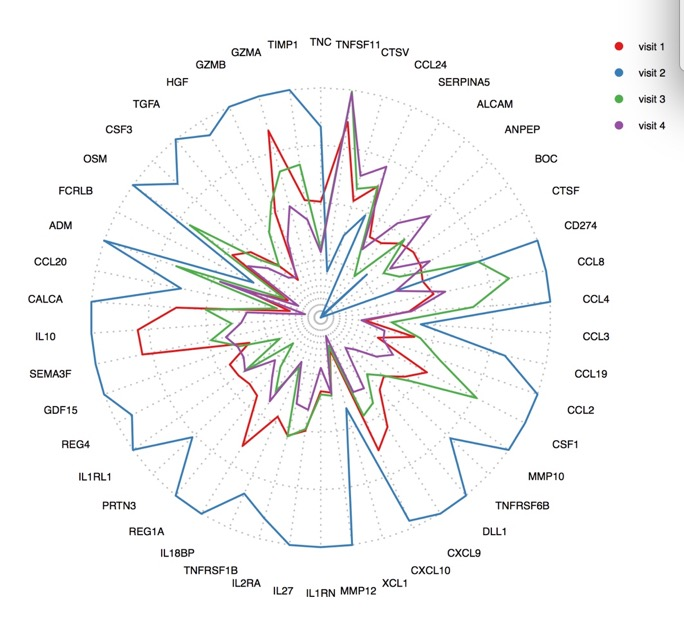 TNC
TNFSF11
CTSV
CCL24
SERPINA5
ALCAM
ANPEP
BOC
CTSF
CD274
CCL8
CCL4
CCL3
CCL19
CCL2
CSF1
MMP10
TNFRSF6B
DLL1
CXCL9
CXCL10
XCL1
MMP12
IL1RN
IL27
IL2RA
TNFRSF1B
IL18BP
REG1A
PRTN3
IL1RL1
REG4
GDF15
SEMA3F
IL10
CALCA
CCL20
ADM
FCRLB
OSM
CSF3
TGFA
HGF
GZMB
GZMA
TIMP1
visit 1
visit 2
visit 3
visit 4